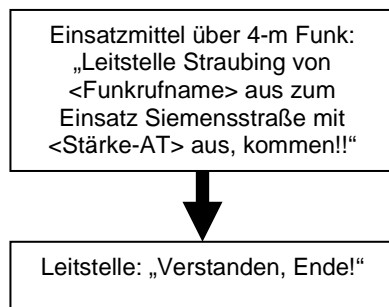 Einsatzmittel über 4-m Funk:
„Leitstelle Straubing von
<Funkrufname> aus zum
Einsatz Siemensstraße mit
<Stärke-AT> aus, kommen!!“
Leitstelle: „Verstanden, Ende!“